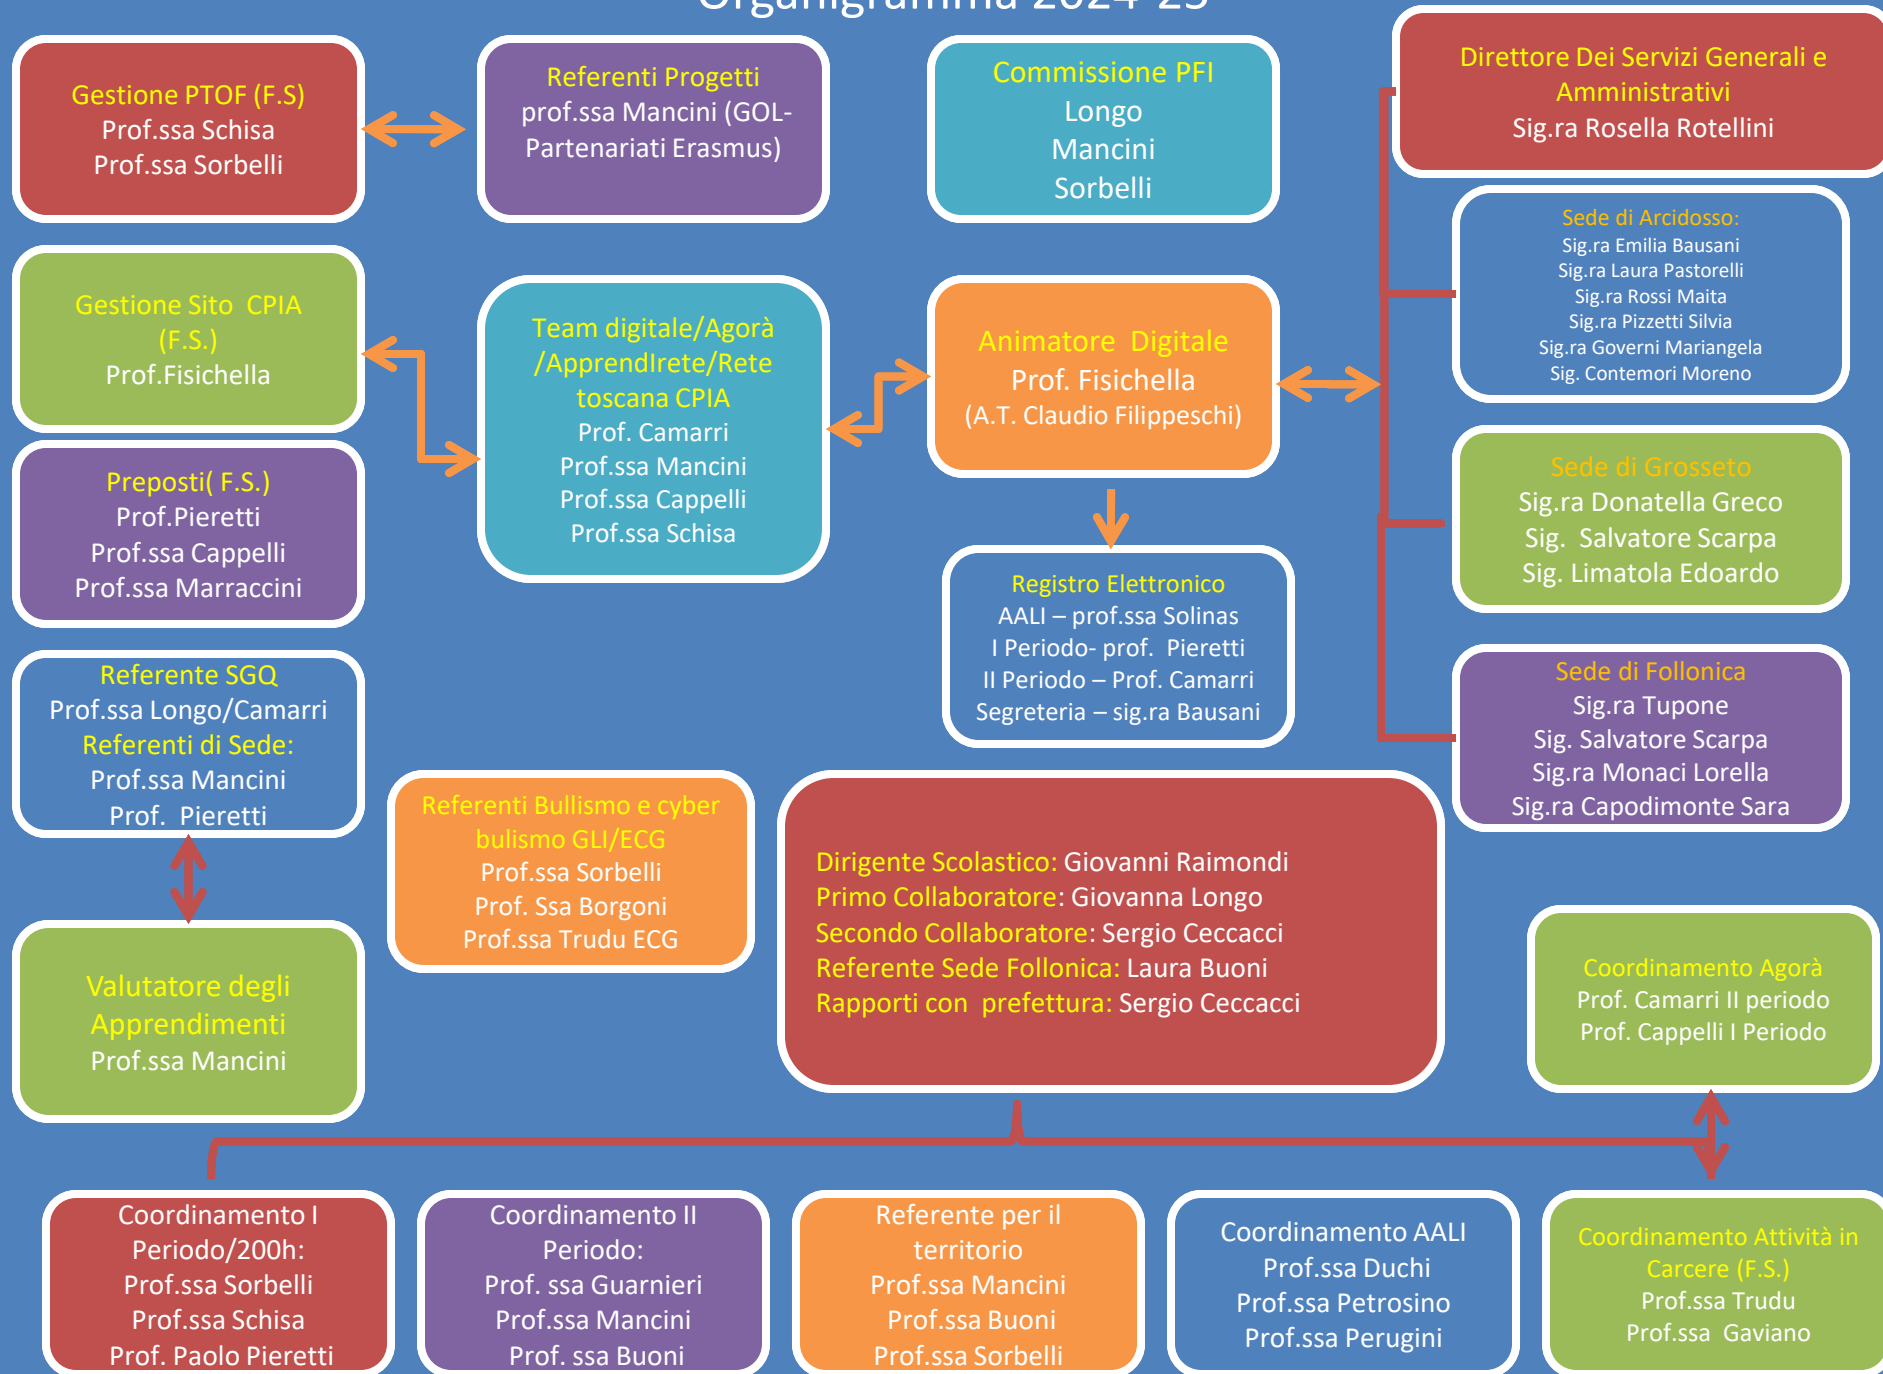 Organigramma 2024-25
Gestione PTOF (F.S)
Prof.ssa Schisa
Prof.ssa Sorbelli
Referenti Progetti
prof.ssa Mancini (GOL-
Partenariati Erasmus)
Commissione PFI
Longo
Mancini
Sorbelli
Direttore Dei Servizi Generali e
Amministrativi
Sig.ra Rosella Rotellini
Sede di Arcidosso:
Sig.ra Emilia Bausani
Sig.ra Laura Pastorelli
Sig.ra Rossi Maita
Sig.ra Pizzetti Silvia
Sig.ra Governi Mariangela
Sig. Contemori Moreno
Gestione Sito CPIA
(F.S.)
Prof.Fisichella
Team digitale/Agorà
/ApprendIrete/Rete
toscana CPIA
Prof. Camarri
Prof.ssa Mancini
Prof.ssa Cappelli
Prof.ssa Schisa
Animatore Digitale
Prof. Fisichella
(A.T. Claudio Filippeschi)
Sede di Grosseto
Sig.ra Donatella Greco
Sig. Salvatore Scarpa
Sig. Limatola Edoardo
Preposti( F.S.)
Prof.Pieretti
Prof.ssa Cappelli
Prof.ssa Marraccini
Registro Elettronico
AALI – prof.ssa Solinas
I Periodo- prof. Pieretti
II Periodo – Prof. Camarri
Segreteria – sig.ra Bausani
Sede di Follonica
Sig.ra Tupone
Sig. Salvatore Scarpa
Sig.ra Monaci Lorella
Sig.ra Capodimonte Sara
Referente SGQ
Prof.ssa Longo/Camarri
Referenti di Sede:
Prof.ssa Mancini
Prof. Pieretti
Referenti Bullismo e cyber
bulismo GLI/ECG
Prof.ssa Sorbelli
Prof. Ssa Borgoni
Prof.ssa Trudu ECG
Dirigente Scolastico: Giovanni Raimondi
Primo Collaboratore: Giovanna Longo
Secondo Collaboratore: Sergio Ceccacci
Referente Sede Follonica: Laura Buoni
Rapporti con prefettura: Sergio Ceccacci
Valutatore degli
Apprendimenti
Prof.ssa Mancini
Coordinamento Agorà
Prof. Camarri II periodo
Prof. Cappelli I Periodo
Coordinamento I
Periodo/200h:
Prof.ssa Sorbelli
Prof.ssa Schisa
Prof. Paolo Pieretti
Coordinamento II
Periodo:
Prof. ssa Guarnieri
Prof.ssa Mancini
Prof. ssa Buoni
Referente per il
territorio
Prof.ssa Mancini
Prof.ssa Buoni
Prof.ssa Sorbelli
Coordinamento AALI
Prof.ssa Duchi
Prof.ssa Petrosino
Prof.ssa Perugini
Coordinamento Attività in
Carcere (F.S.)
Prof.ssa Trudu
Prof.ssa Gaviano